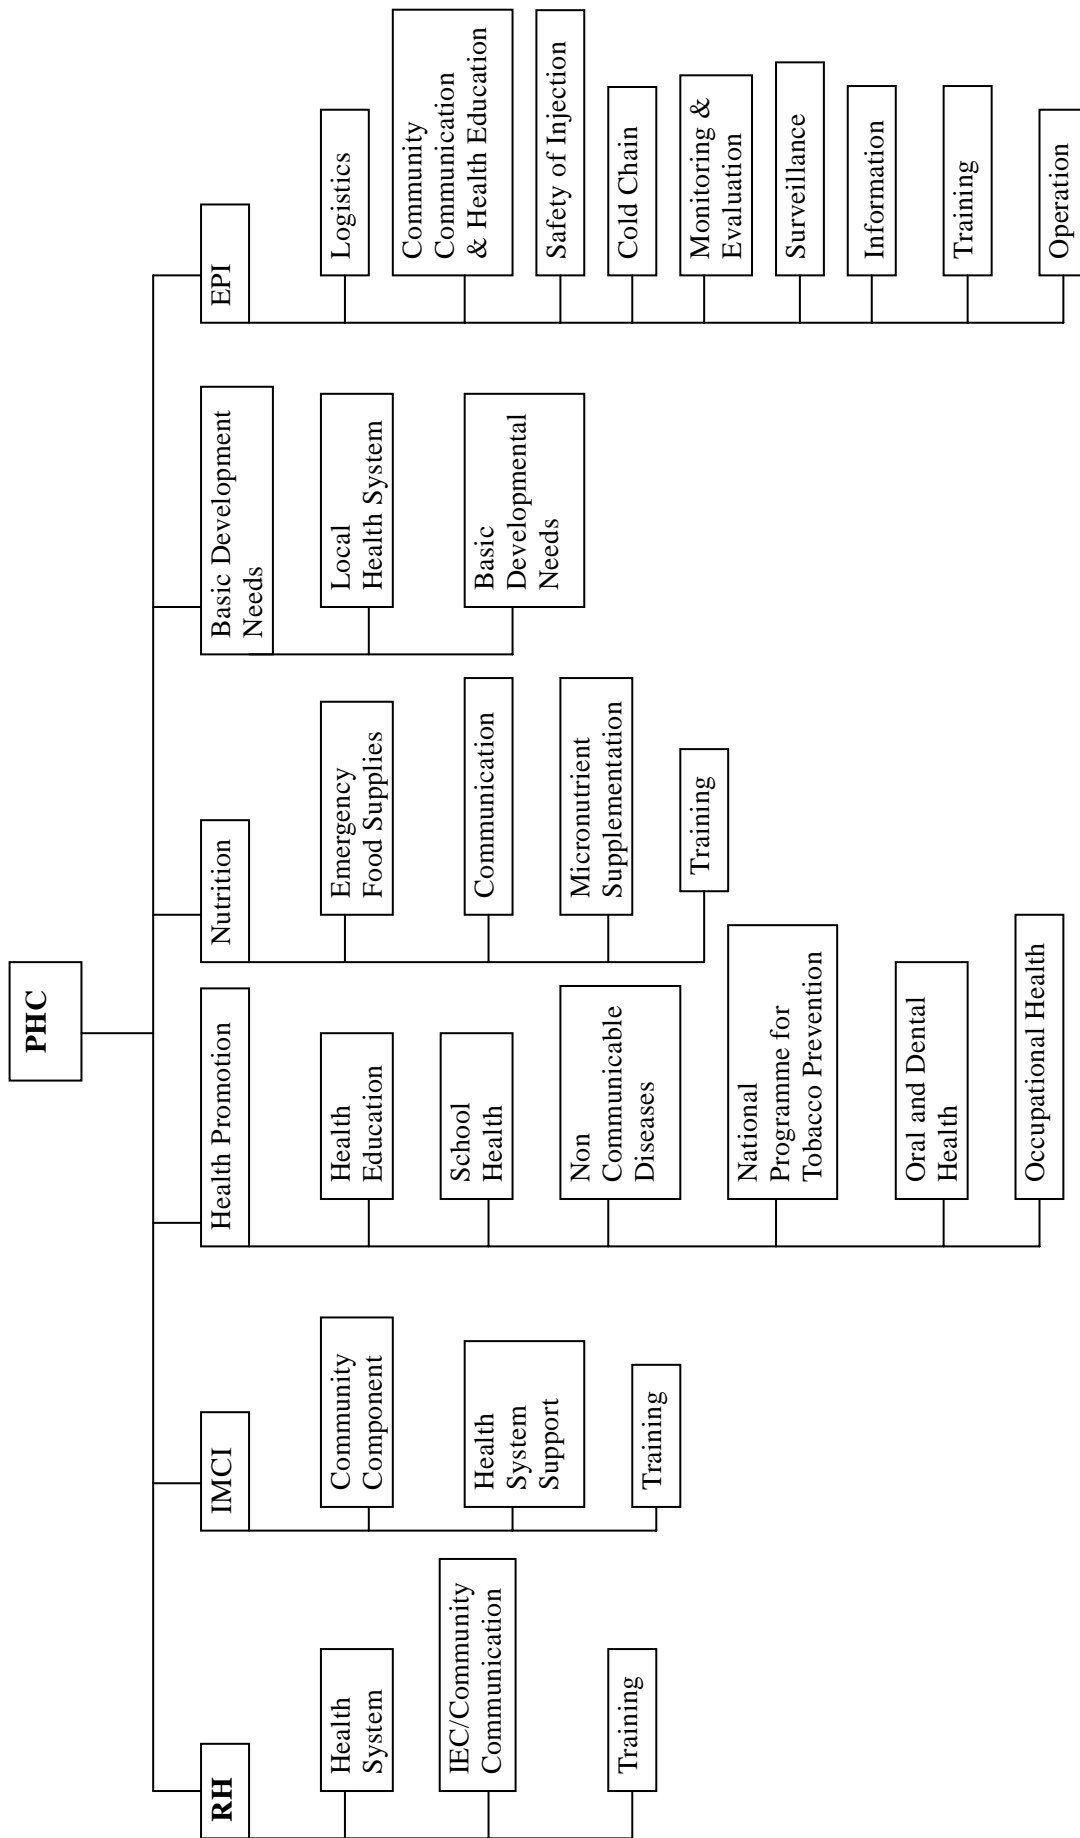 PHC
RH
Health
System
IEC/Community
Communication
Training
IMCI
Community
Component
Health
System
Support
Training
Health Promotion
Health
Education
School
Health
Non
Communicable
Diseases
National
Programme for
Tobacco Prevention
Oral and Dental
Health
Occupational Health
Nutrition
Emergency
Food Supplies
Communication
Micronutrient
Supplementation
Training
Basic Development
Needs
Local
Health System
Basic
Developmental
Needs
EPI
Logistics
Community
Communication
& Health Education
Safety of Injection
Cold Chain
Monitoring &
Evaluation
Surveillance
Information
Training
Operation